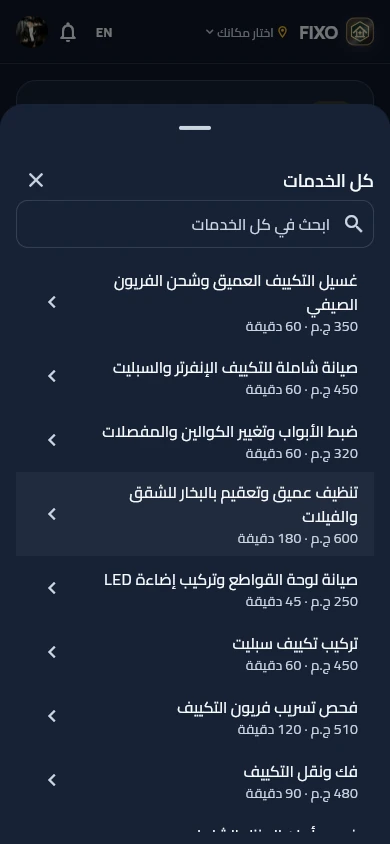 FIXO
اختار مكانك
EN
كل الخدمات
ابحث في كل الخدمات
غسيل التكييف العميق وشحن الفريون
الصيفي
350 ج.م · 60 دقيقة
صيانة شاملة للتكييف الإنفرتر والسبليت
450 ج.م · 60 دقيقة
ضبط الأبواب وتغيير الكوالين والمفصلات
320 ج.م · 60 دقيقة
تنظيف عميق وتعقيم بالبخار للشقق
والفيلات
600 ج.م · 180 دقيقة
صيانة لوحة القواطع وتركيب إضاءة LED
250 ج.م · 45 دقيقة
تركيب تكييف سبليت
450 ج.م · 60 دقيقة
فحص تسريب فريون التكييف
510 ج.م · 120 دقيقة
فك ونقل التكييف
480 ج.م · 90 دقيقة